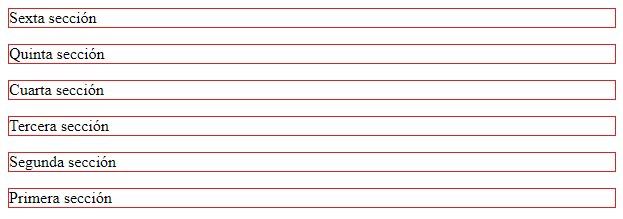 Sexta sección
Quinta sección
Cuarta sección
Tercera sección
Segunda sección
Primera sección